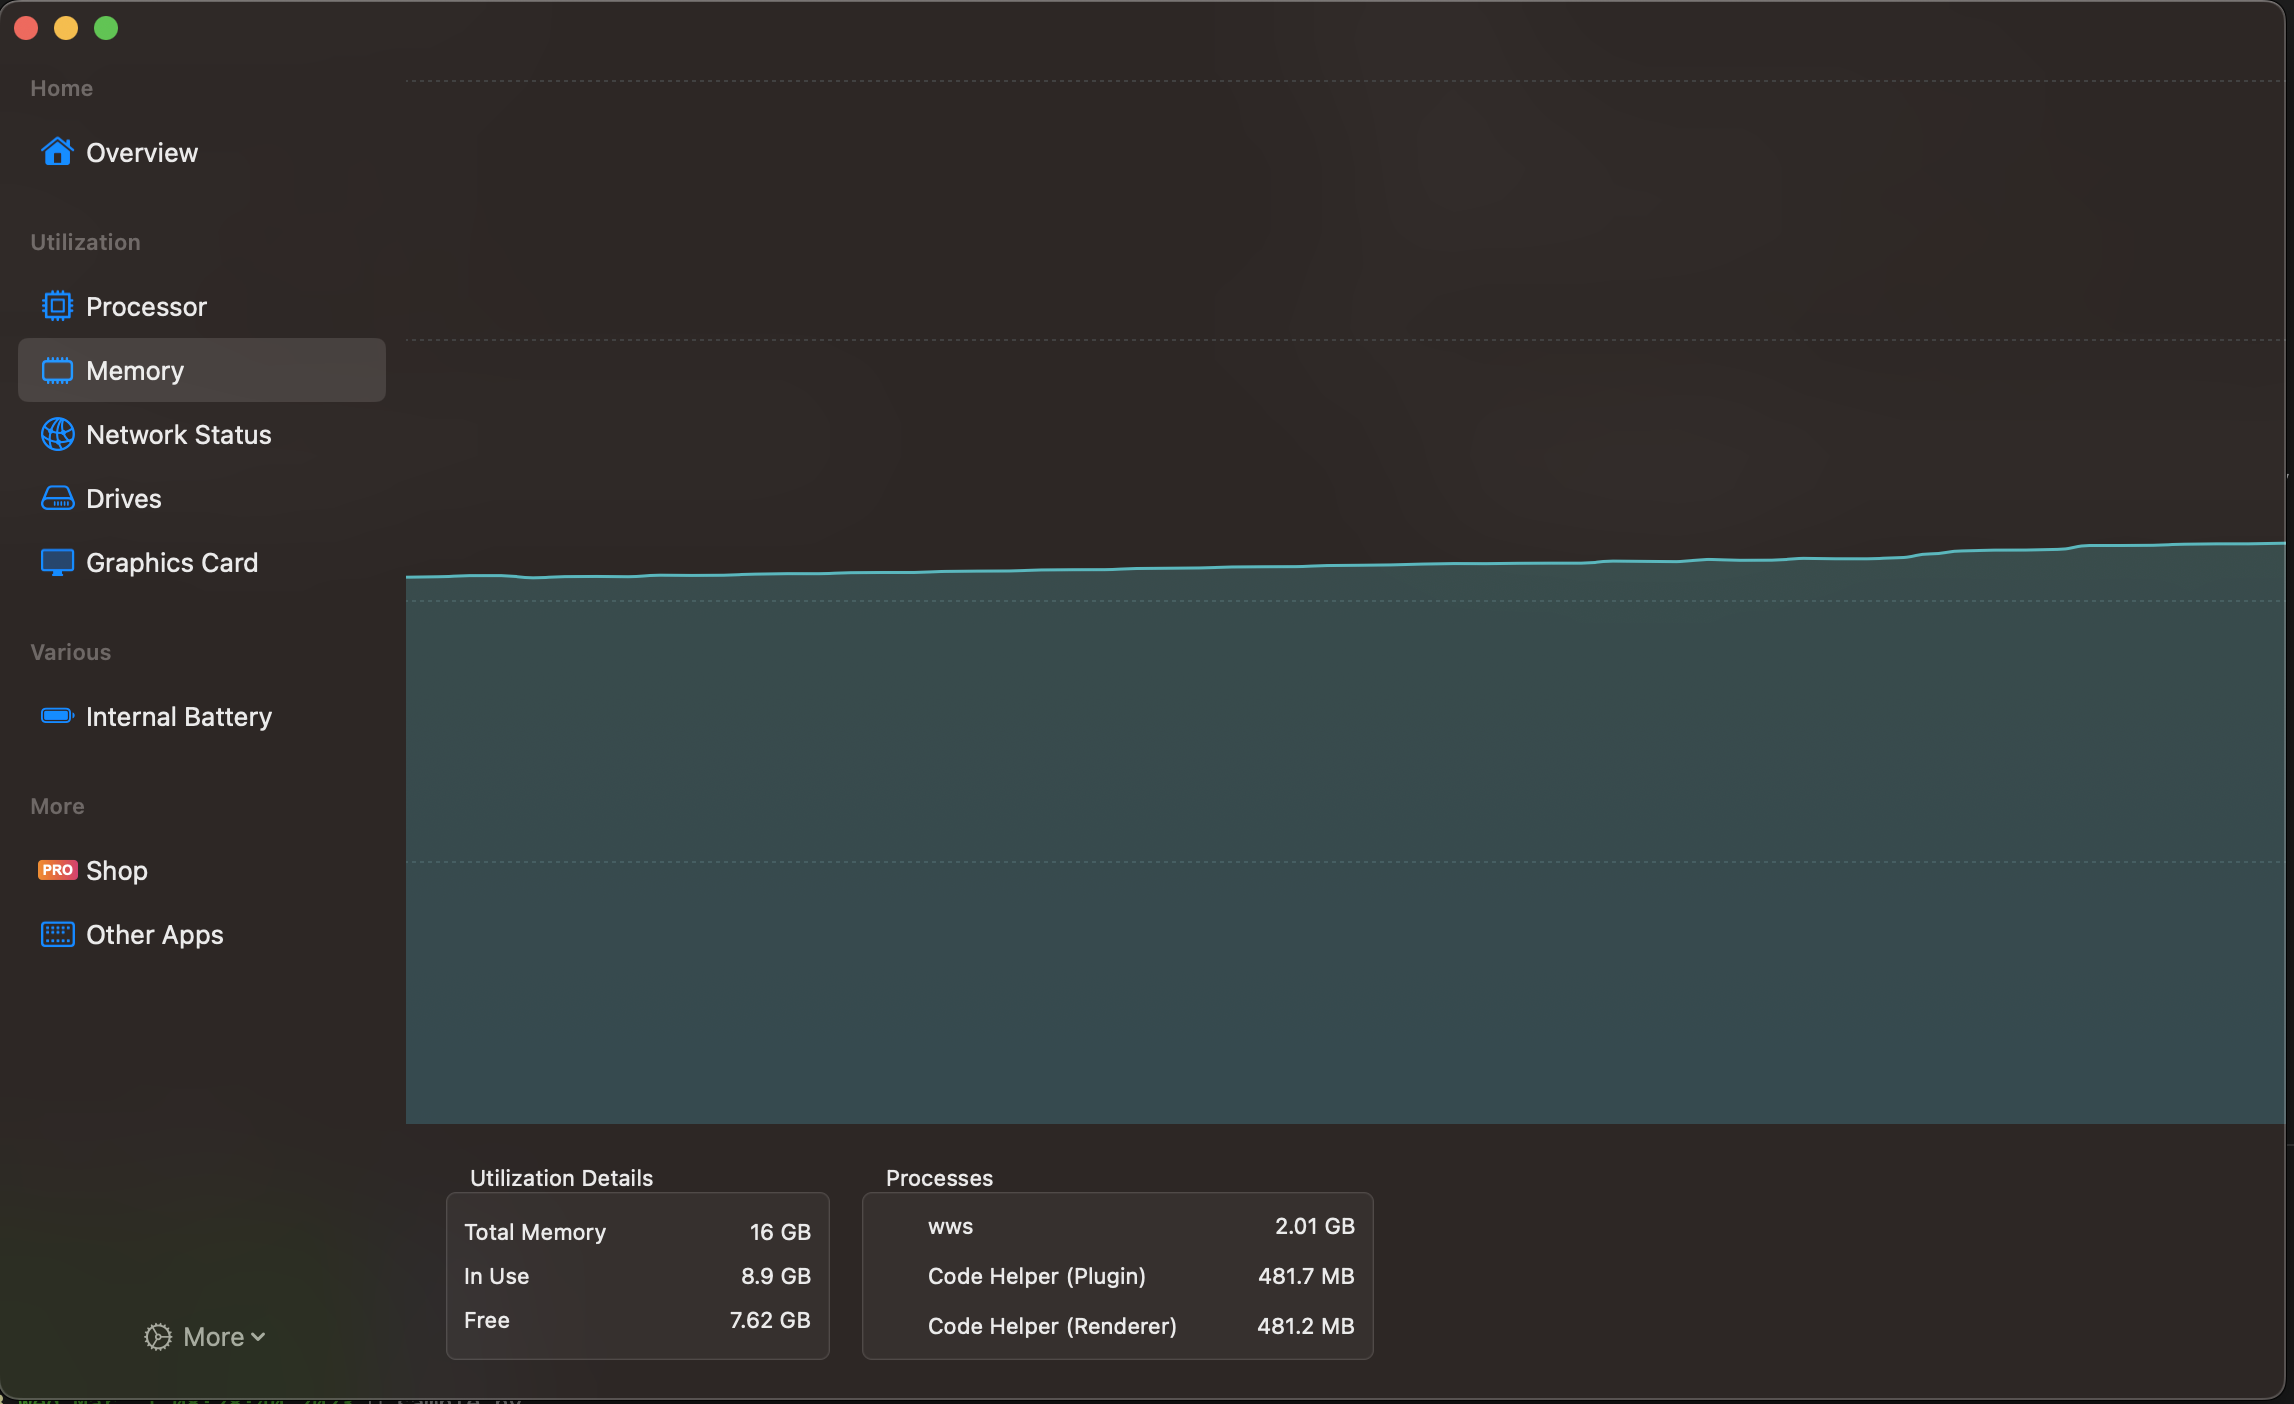 Home
Overview
Utilization
Processor
Memory
Network Status
Drives
Graphics Card
Various
Internal Battery
More
PRO Shop
Other Apps
More
Utilization Details
Total Memory 16 GB
In Use 8.9 GB
Free 7.62 GB
Processes
wws 2.01 GB
Code Helper (Plugin) 481.7 MB
Code Helper (Renderer) 481.2 MB